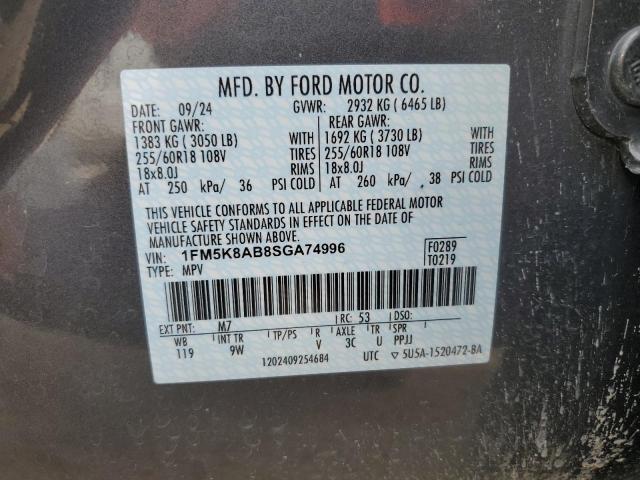 MFD. BY FORD MOTOR CO.
DATE: 09/24 GVWR: 2932 KG ( 6465 LB)
FRONT GAWR: REAR GAWR:
1383 KG ( 3050 LB) WITH 1692 KG ( 3730 LB) WITH
255/60R18 108V TIRES 255/60R18 108V TIRES
18x8.0J RIMS 18x8.0J RIMS
AT 250 kPa/ 36 PSI COLD AT 260 kPa/ 38 PSI COLD
THIS VEHICLE CONFORMS TO ALL APPLICABLE FEDERAL MOTOR
VEHICLE SAFETY STANDARDS IN EFFECT ON THE DATE OF
MANUFACTURE SHOWN ABOVE.
VIN: 1FM5K8AB8SGA74996 F0289
TYPE: MPV T0219
EXT PNT: M7 RC: 53 DSO:
WB INT TR TP/PS R AXLE TR SPR
119 9W V 3C U PPJJ
1202409254684 UTC ▽ 5U5A-1520472-BA